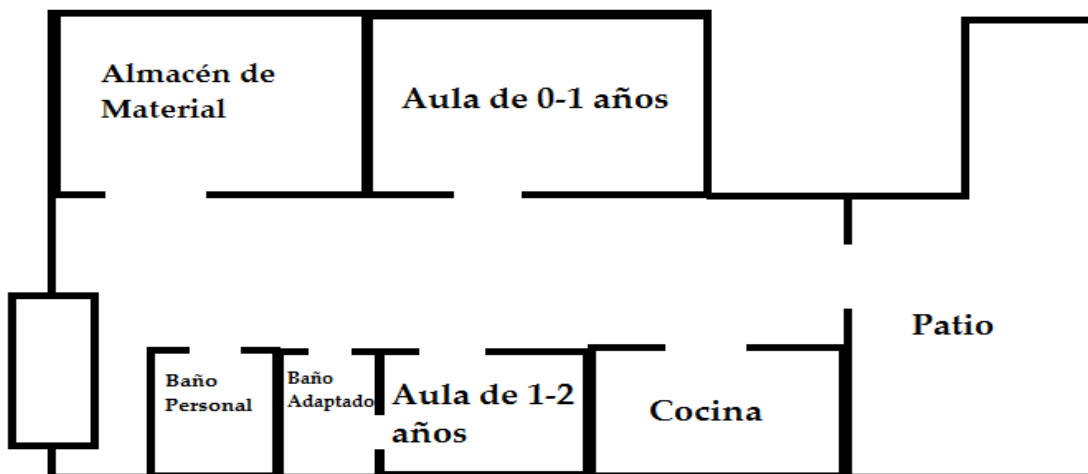 Almacén de
Material
Aula de 0-1 años
Patio
Baño
Personal
Baño
Adaptado
Aula de 1-2
años
Cocina